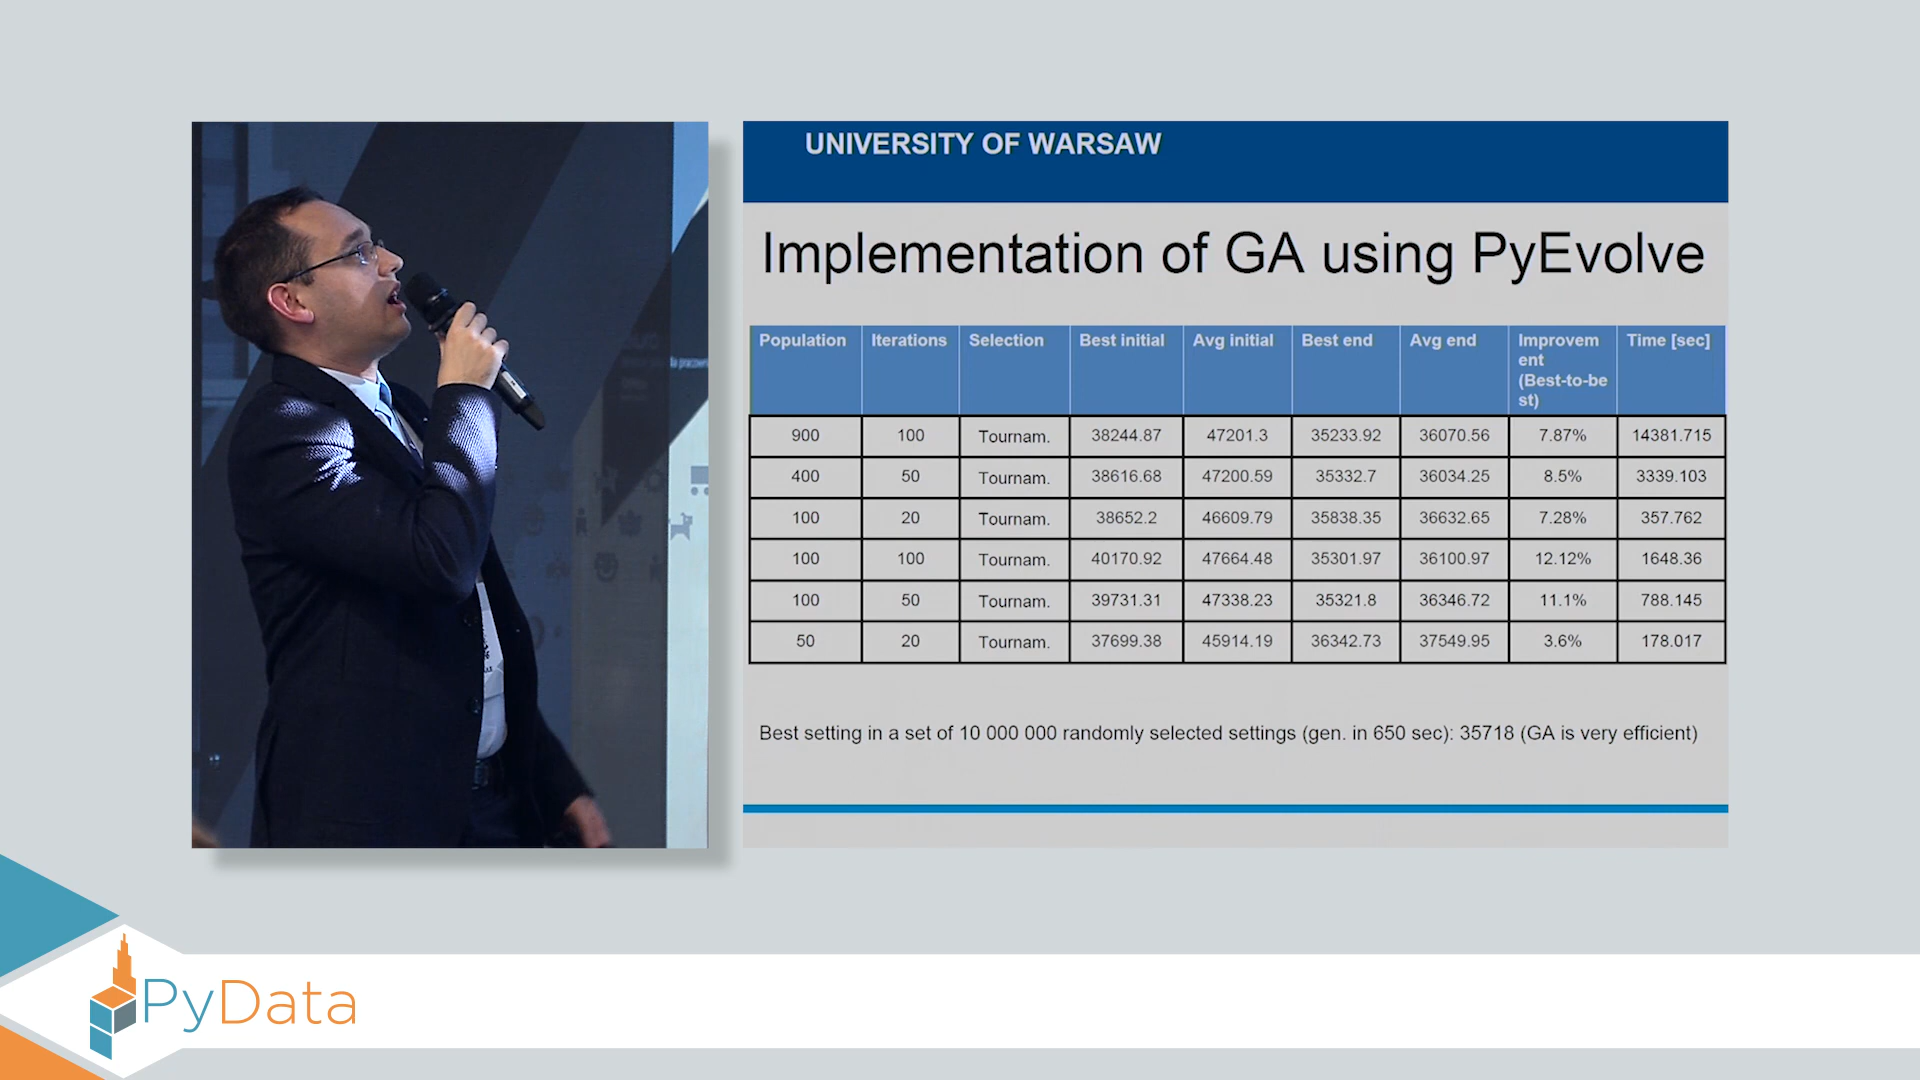 UNIVERSITY OF WARSAW
Implementation of GA using PyEvolve
Population Iterations Selection Best initial Avg initial Best end Avg end Improvem Time [sec]
ent
(Best-to-be
st)
900 100 Tournam. 38244.87 47201.3 35233.92 36070.56 7.87% 14381.715
400 50 Tournam. 38616.68 47200.59 35332.7 36034.25 8.5% 3339.103
100 20 Tournam. 38652.2 46609.79 35838.35 36632.65 7.28% 357.762
100 100 Tournam. 40170.92 47664.48 35301.97 36100.97 12.12% 1648.36
100 50 Tournam. 39731.31 47338.23 35321.8 36346.72 11.1% 788.145
50 20 Tournam. 37699.38 45914.19 36342.73 37549.95 3.6% 178.017
Best setting in a set of 10 000 000 randomly selected settings (gen. in 650 sec): 35718 (GA is very efficient)
PyData